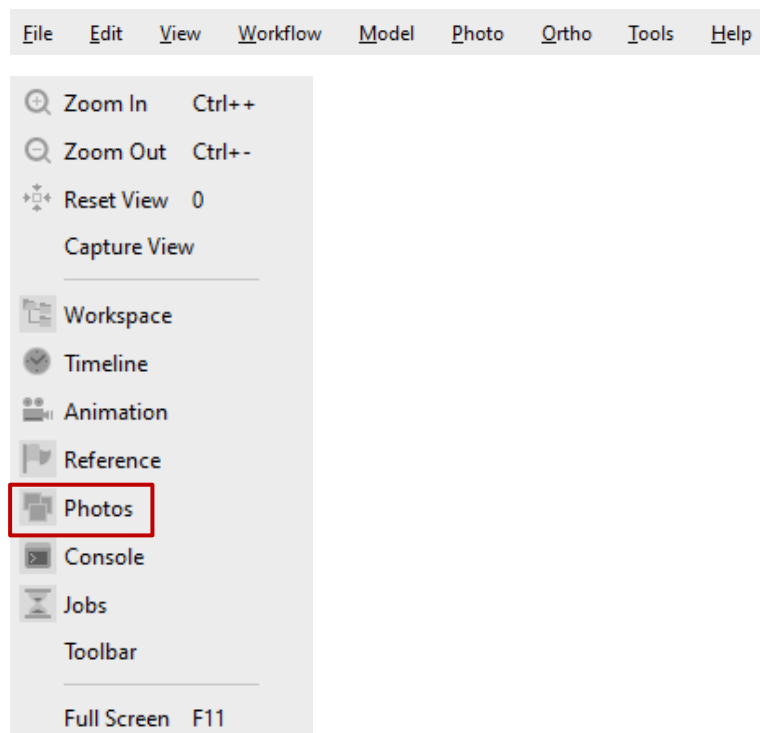 File Edit View Workflow Model Photo Ortho Tools Help
Zoom In Ctrl++
Zoom Out Ctrl+-
Reset View 0
Capture View
Workspace
Timeline
Animation
Reference
Photos
Console
Jobs
Toolbar
Full Screen F11